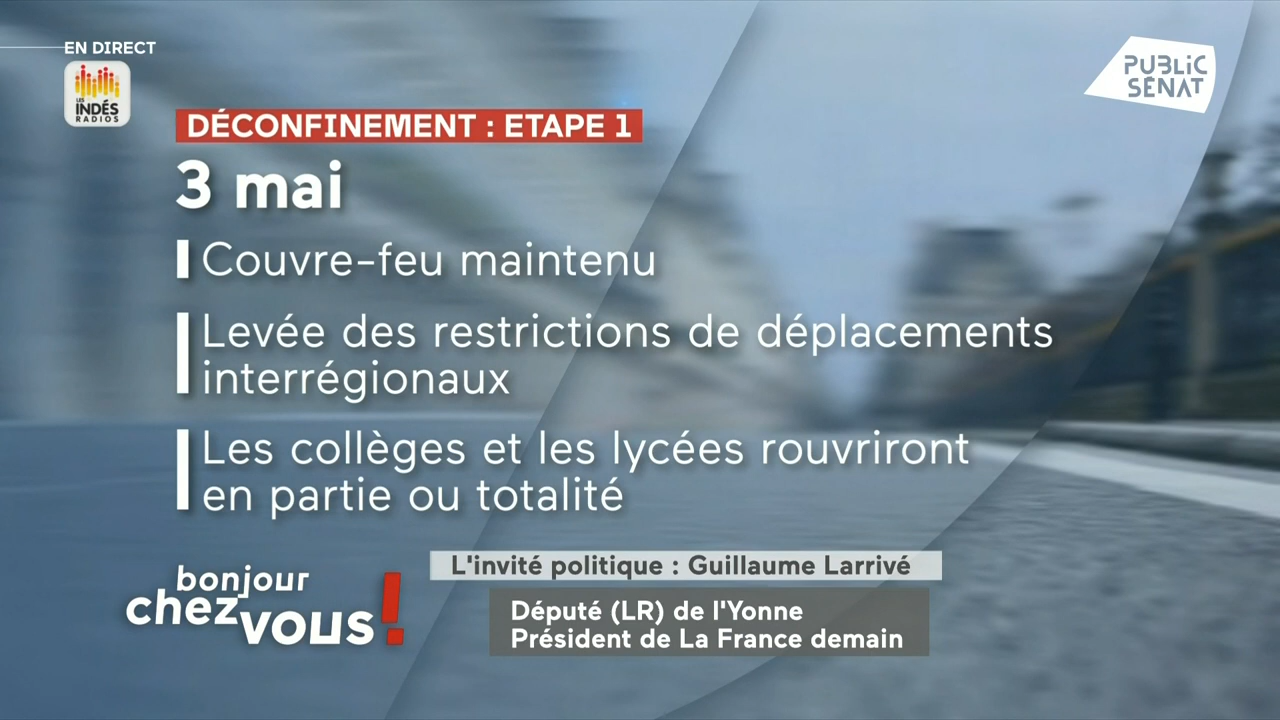 EN DIRECT
LES
INDÉS
RADIOS
PUBLIC
SÉNAT
DÉCONFINEMENT : ETAPE 1
3 mai
Couvre-feu maintenu
Levée des restrictions de déplacements
interrégionaux
Les collèges et les lycées rouvriront
en partie ou totalité
bonjour
chez
vous !
L'invité politique : Guillaume Larrivé
Député (LR) de l'Yonne
Président de La France demain